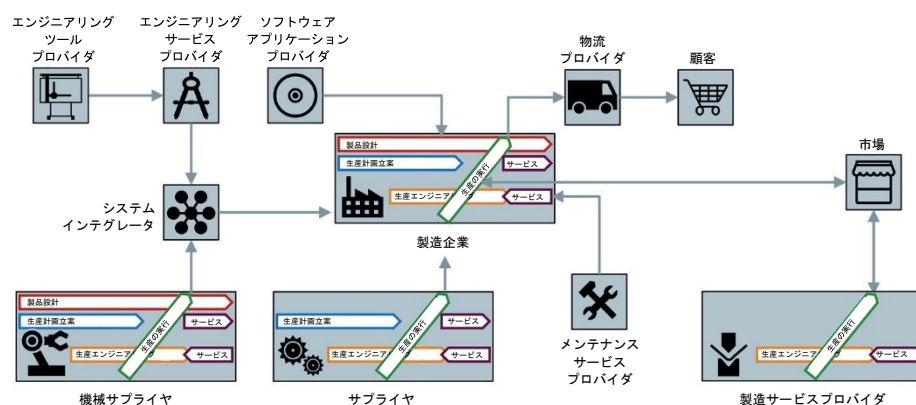 エンジニアリング
ツール
プロバイダ
エンジニアリング
サービス
プロバイダ
ソフトウェア
アプリケーション
プロバイダ
物流
プロバイダ
顧客
製品設計
生産計画立案
サービス
生産の実行
生産エンジニア
サービス
製造企業
市場
システム
インテグレータ
製品設計
生産計画立案
サービス
生産の実行
生産エンジニア
サービス
機械サプライヤ
生産計画立案
サービス
生産の実行
生産エンジニア
サービス
サプライヤ
メンテナンス
サービス
プロバイダ
生産の実行
生産エンジニア
サービス
製造サービスプロバイダ